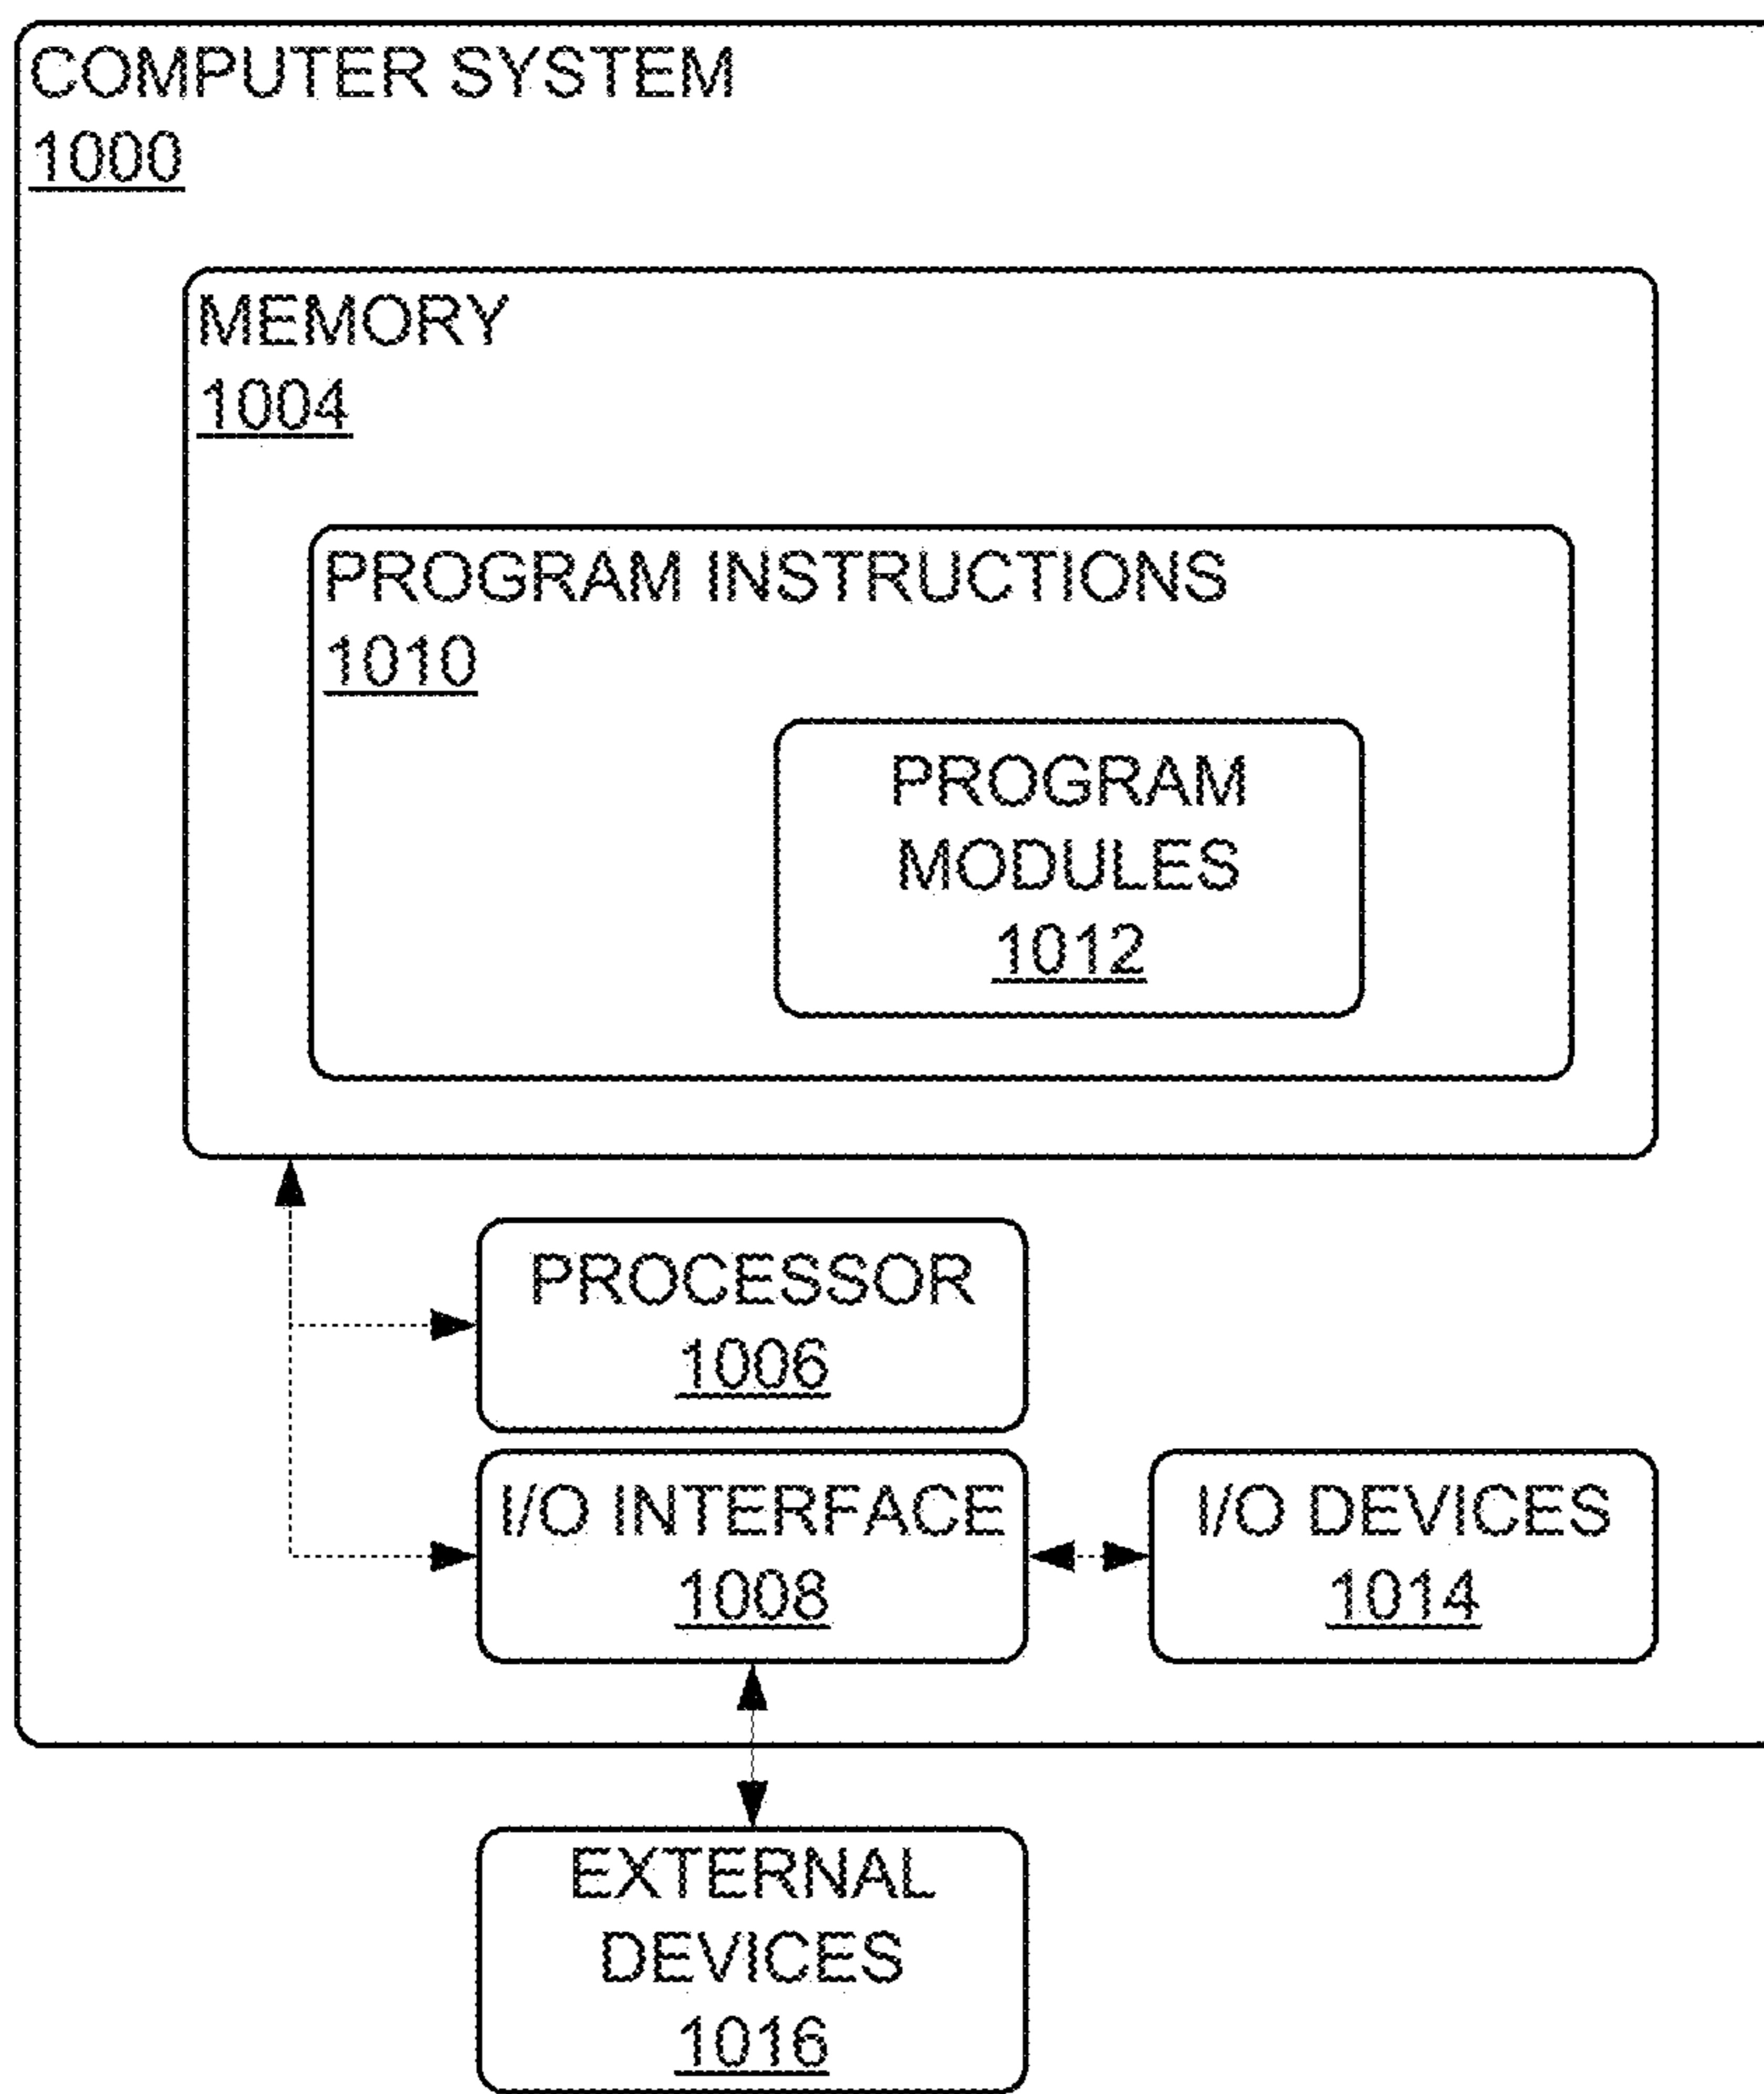 COMPUTER SYSTEM
1000
MEMORY
1004
PROGRAM INSTRUCTIONS
1010
PROGRAM
MODULES
1012
PROCESSOR
1006
I/O INTERFACE
1008
I/O DEVICES
1014
EXTERNAL
DEVICES
1016